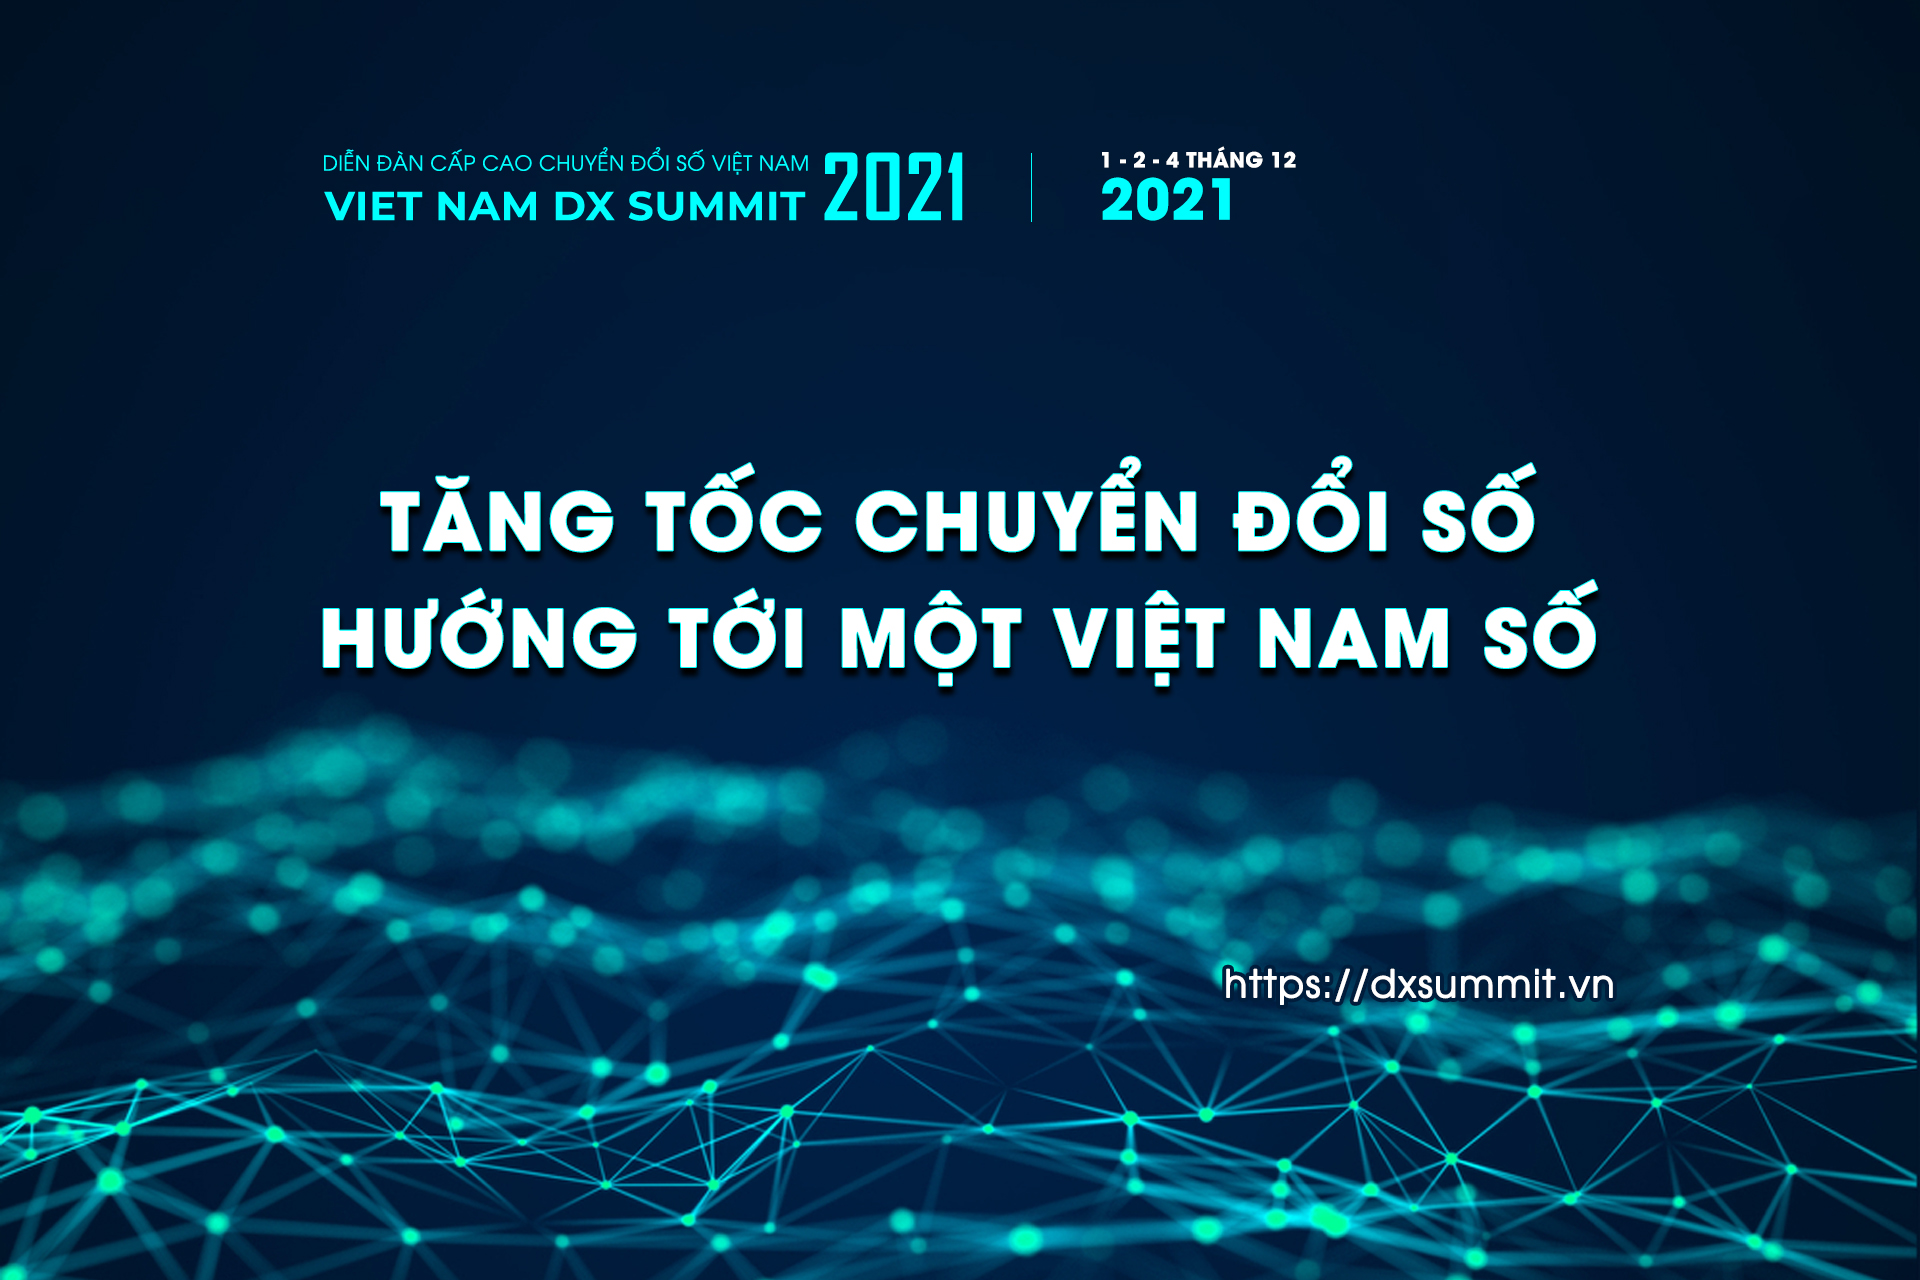 DIỄN ĐÀN CẤP CAO CHUYỂN ĐỔI SỐ VIỆT NAM
VIET NAM DX SUMMIT 2021
1 - 2 - 4 THÁNG 12
2021
TĂNG TỐC CHUYỂN ĐỔI SỐ
HƯỚNG TỚI MỘT VIỆT NAM SỐ
https://dxsummit.vn